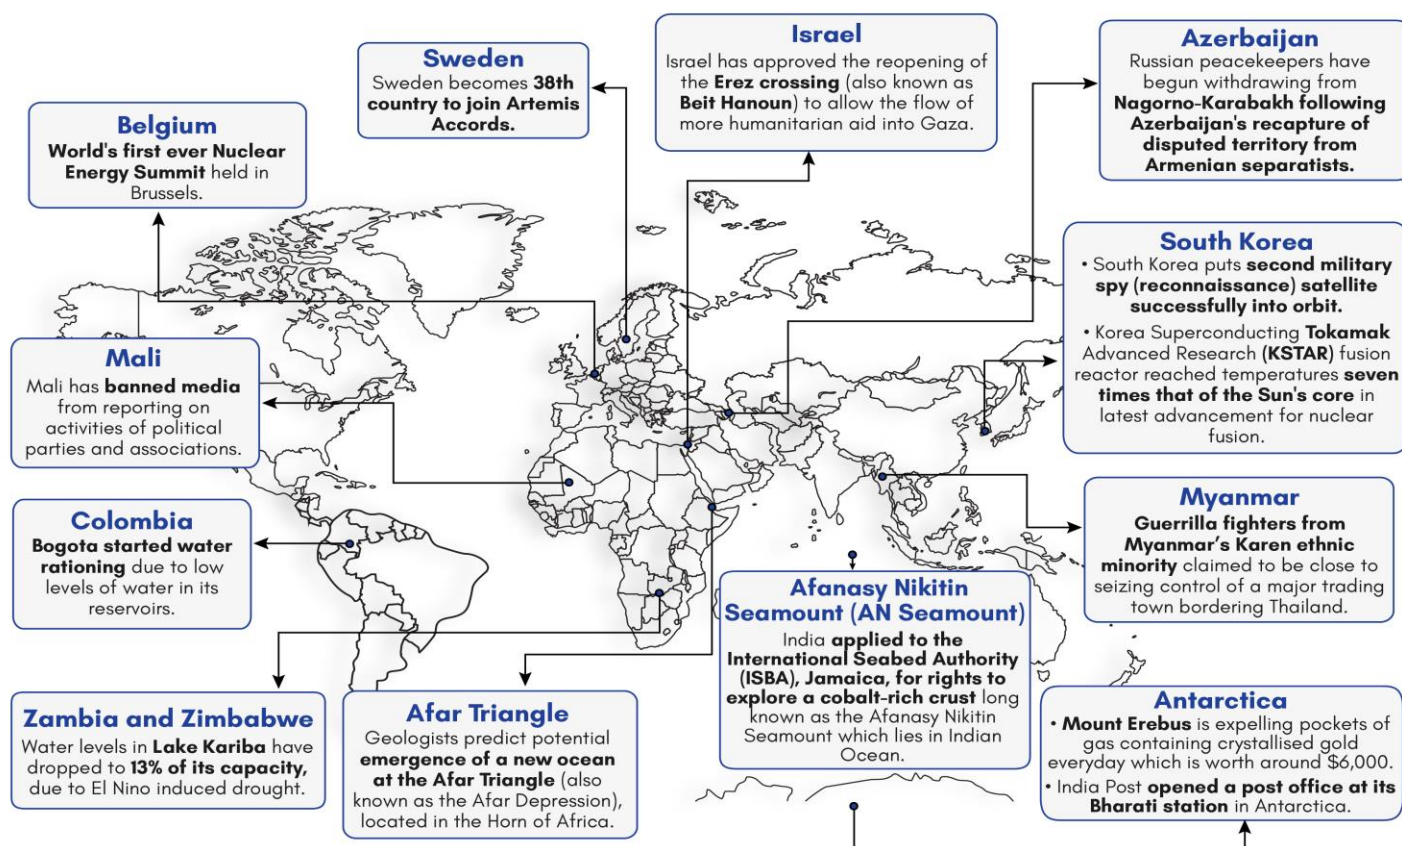 Sweden
Sweden becomes 38th
country to join Artemis
Accords.
Israel
Israel has approved the reopening of
the Erez crossing (also known as
Beit Hanoun) to allow the flow of
more humanitarian aid into Gaza.
Azerbaijan
Russian peacekeepers have
begun withdrawing from
Nagorno-Karabakh following
Azerbaijan's recapture of
disputed territory from
Armenian separatists.
Belgium
World's first ever Nuclear
Energy Summit held in
Brussels.
South Korea
• South Korea puts second military
spy (reconnaissance) satellite
successfully into orbit.
• Korea Superconducting Tokamak
Advanced Research (KSTAR) fusion
reactor reached temperatures seven
times that of the Sun's core in
latest advancement for nuclear
fusion.
Mali
Mali has banned media
from reporting on
activities of political
parties and associations.
Colombia
Bogota started water
rationing due to low
levels of water in its
reservoirs.
Myanmar
Guerrilla fighters from
Myanmar's Karen ethnic
minority claimed to be close to
seizing control of a major trading
town bordering Thailand.
Zambia and Zimbabwe
Water levels in Lake Kariba have
dropped to 13% of its capacity,
due to El Nino induced drought.
Afar Triangle
Geologists predict potential
emergence of a new ocean
at the Afar Triangle (also
known as the Afar Depression),
located in the Horn of Africa.
Afanasy Nikitin
Seamount (AN Seamount)
India applied to the
International Seabed Authority
(ISBA), Jamaica, for rights to
explore a cobalt-rich crust long
known as the Afanasy Nikitin
Seamount which lies in Indian
Ocean.
Antarctica
• Mount Erebus is expelling pockets of
gas containing crystallised gold
everyday which is worth around $6,000.
• India Post opened a post office at its
Bharati station in Antarctica.